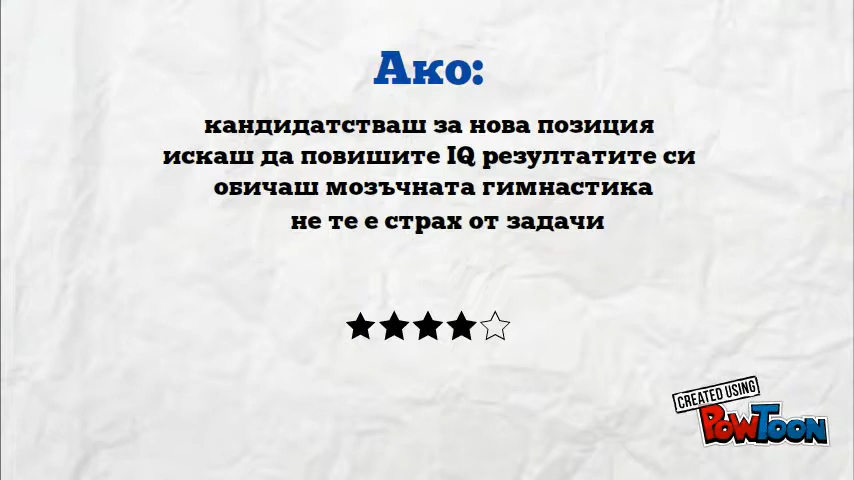 Ако:
кандидатстваш за нова позиция
искаш да повишите IQ резултатите си
обичаш мозъчната гимнастика
не те е страх от задачи
CREATED USING
POWTOON